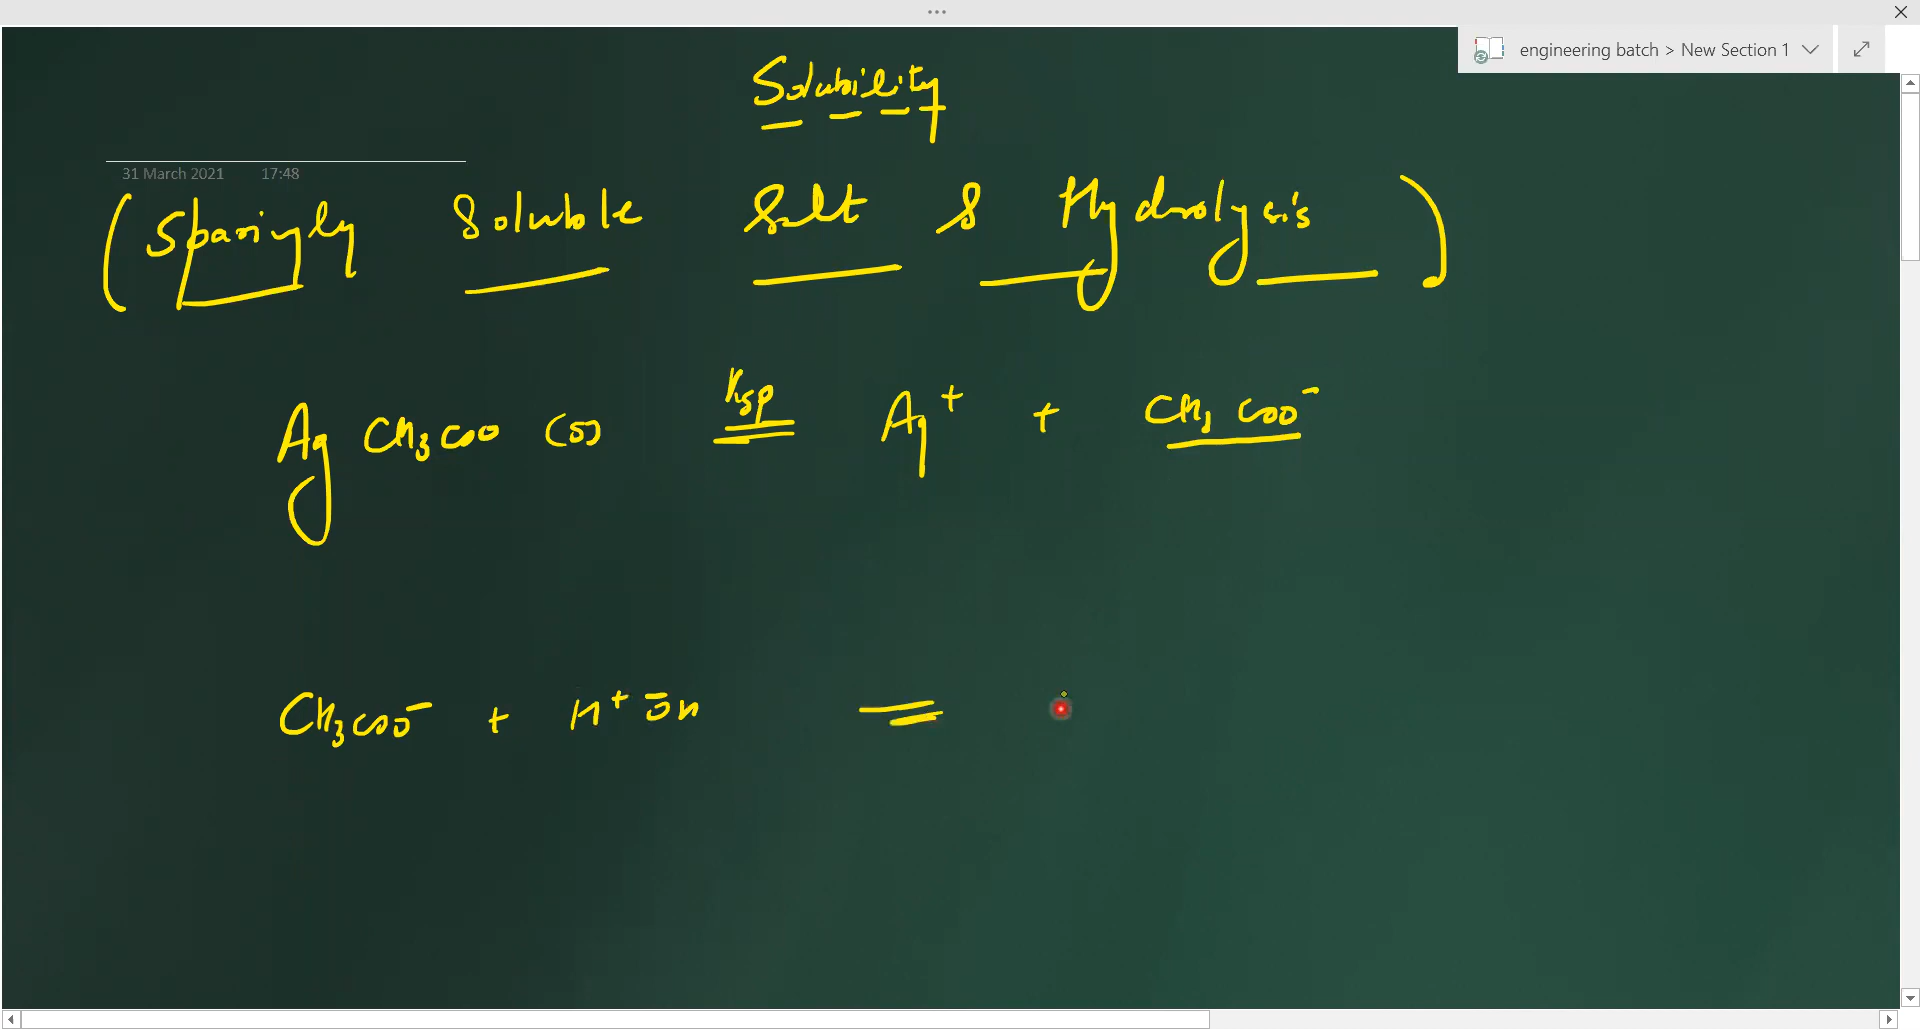 engineering batch > New Section 1
Solubility
31 March 2021 17:48
(Sparingly Soluble Salt & Hydrolysis)
Ag CH₃COO (s) Ksp ⇌ Ag⁺ + CH₃COO⁻
CH₃COO⁻ + H⁺ ŌH ⇌